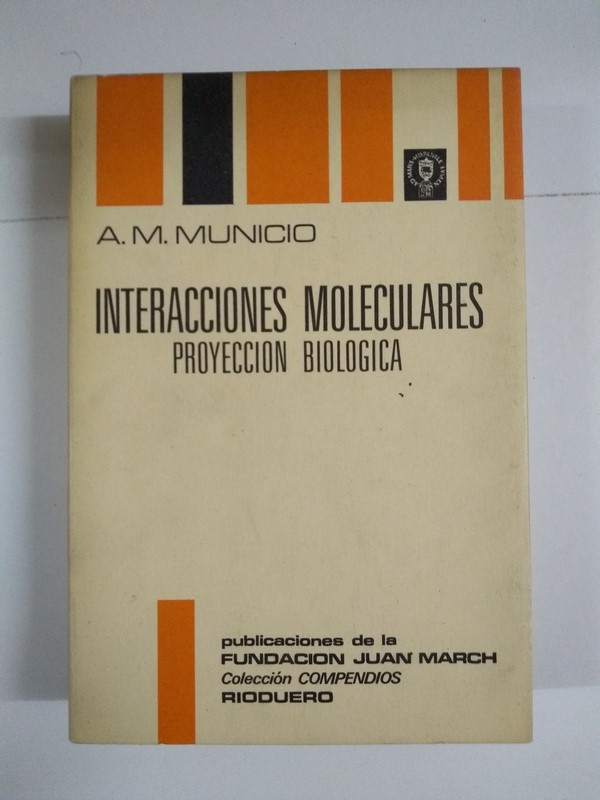 A. M. MUNICIO
INTERACCIONES MOLECULARES
PROYECCION BIOLOGICA
publicaciones de la
FUNDACION JUAN MARCH
Colección COMPENDIOS
RIODUERO